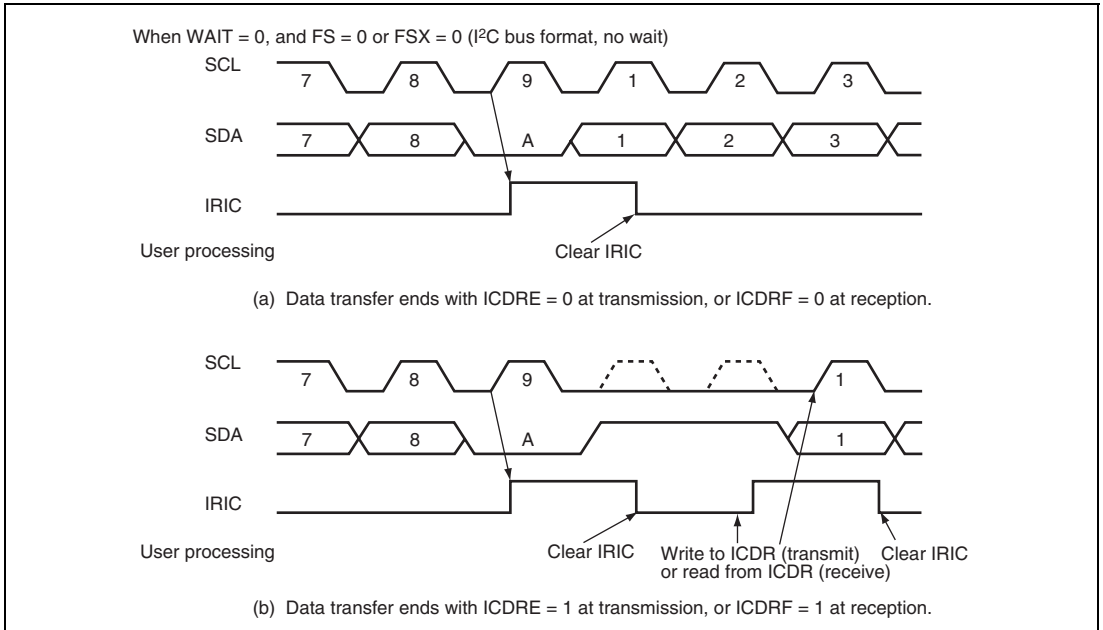 When WAIT = 0, and FS = 0 or FSX = 0 (I²C bus format, no wait)
SCL 7 8 9 1 2 3
SDA 7 8 A 1 2 3
IRIC
User processing Clear IRIC
(a) Data transfer ends with ICDRE = 0 at transmission, or ICDRF = 0 at reception.
SCL 7 8 9 1
SDA 7 8 A 1
IRIC
User processing Clear IRIC Write to ICDR (transmit) Clear IRIC
or read from ICDR (receive)
(b) Data transfer ends with ICDRE = 1 at transmission, or ICDRF = 1 at reception.